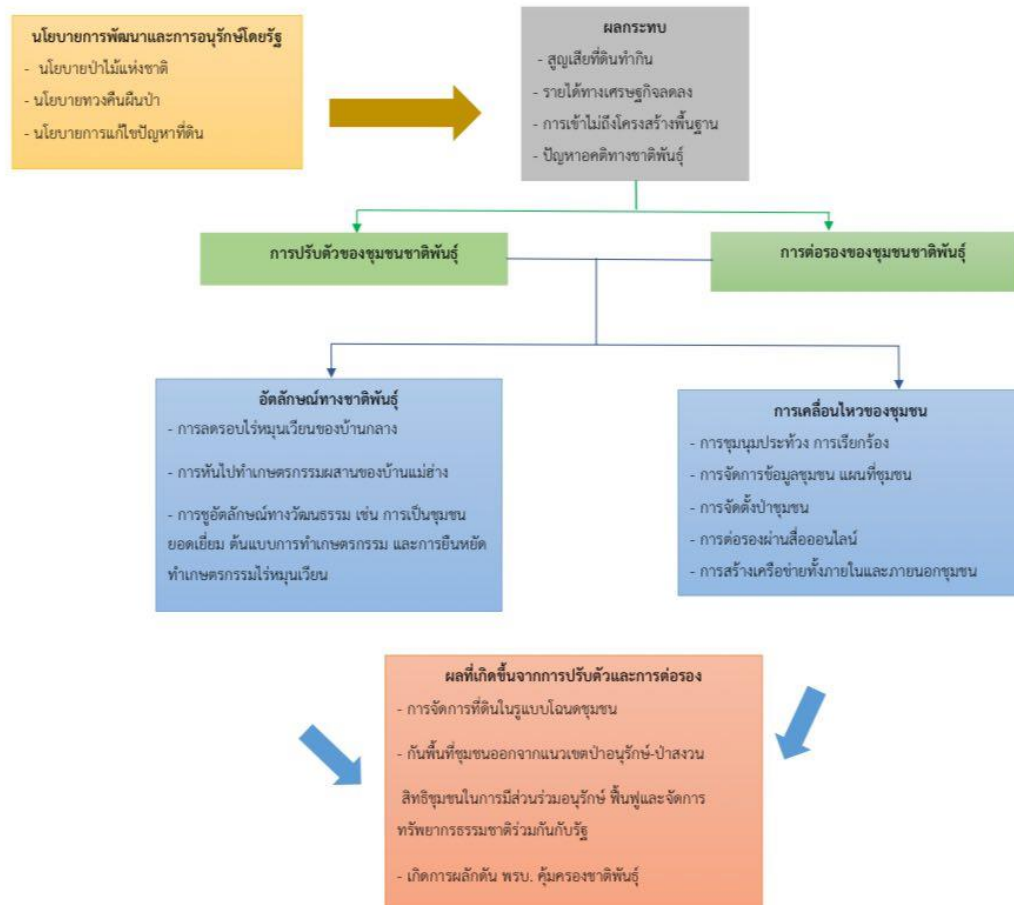 นโยบายการพัฒนาและการอนุรักษ์โดยรัฐ
- นโยบายป่าไม้แห่งชาติ
- นโยบายทวงคืนผืนป่า
- นโยบายการแก้ไขปัญหาที่ดิน
ผลกระทบ
- สูญเสียที่ดินทำกิน
- รายได้ทางเศรษฐกิจลดลง
- การเข้าไม่ถึงโครงสร้างพื้นฐาน
- ปัญหาอคติทางชาติพันธุ์
การปรับตัวของชุมชนชาติพันธุ์
การต่อรองของชุมชนชาติพันธุ์
อัตลักษณ์ทางชาติพันธุ์
- การลดรอบไร่หมุนเวียนของบ้านกลาง
- การหันไปทำเกษตรกรรมผสานของบ้านแม่ฮ่าง
- การชูอัตลักษณ์ทางวัฒนธรรม เช่น การเป็นชุมชน
ยอดเยี่ยม ต้นแบบการทำเกษตรกรรม และการยืนหยัด
ทำเกษตรกรรมไร่หมุนเวียน
การเคลื่อนไหวของชุมชน
- การชุมนุมประท้วง การเรียกร้อง
- การจัดการข้อมูลชุมชน แผนที่ชุมชน
- การจัดตั้งป่าชุมชน
- การต่อรองผ่านสื่อออนไลน์
- การสร้างเครือข่ายทั้งภายในและภายนอกชุมชน
ผลที่เกิดขึ้นจากการปรับตัวและการต่อรอง
- การจัดการที่ดินในรูแบบโฉนดชุมชน
- กันพื้นที่ชุมชนออกจากแนวเขตป่าอนุรักษ์-ป่าสงวน
สิทธิชุมชนในการมีส่วนร่วมอนุรักษ์ ฟื้นฟูและจัดการ
ทรัพยากรธรรมชาติร่วมกันกับรัฐ
- เกิดการผลักดัน พรบ. คุ้มครองชาติพันธุ์